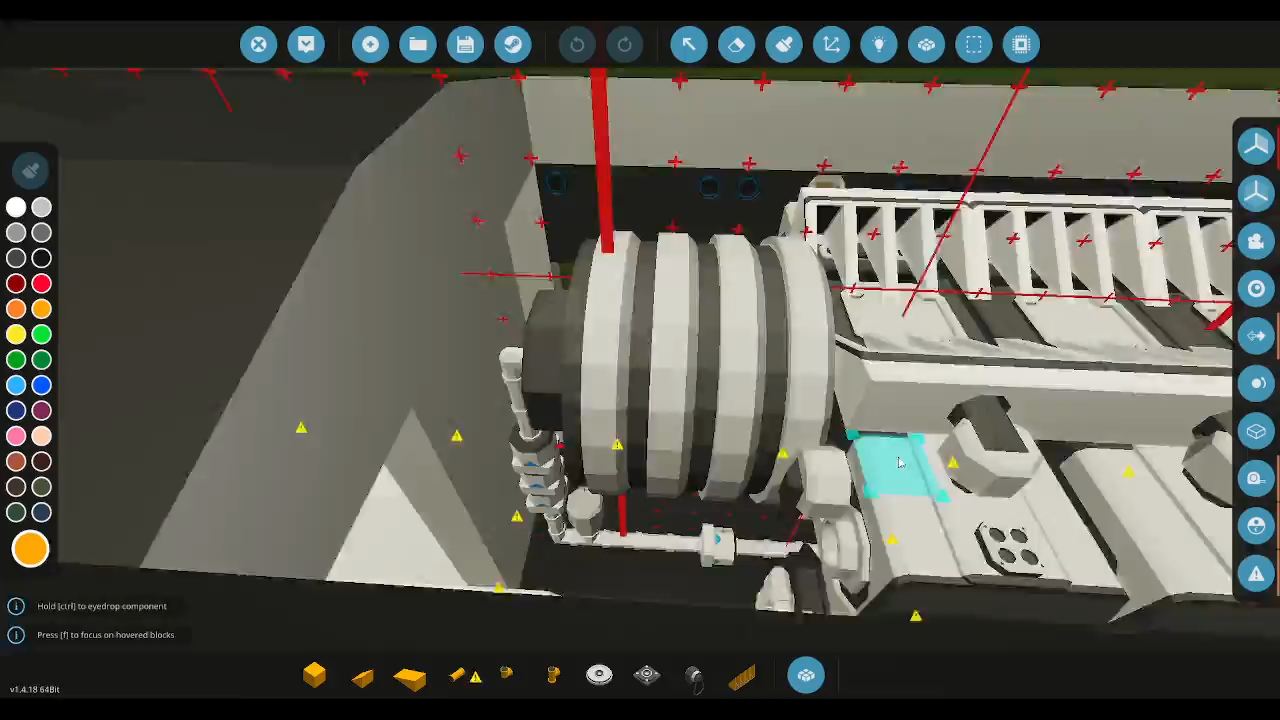 Hold [ctrl] to eyedrop component
Press [f] to focus on hovered blocks
v1.4.18 64Bit